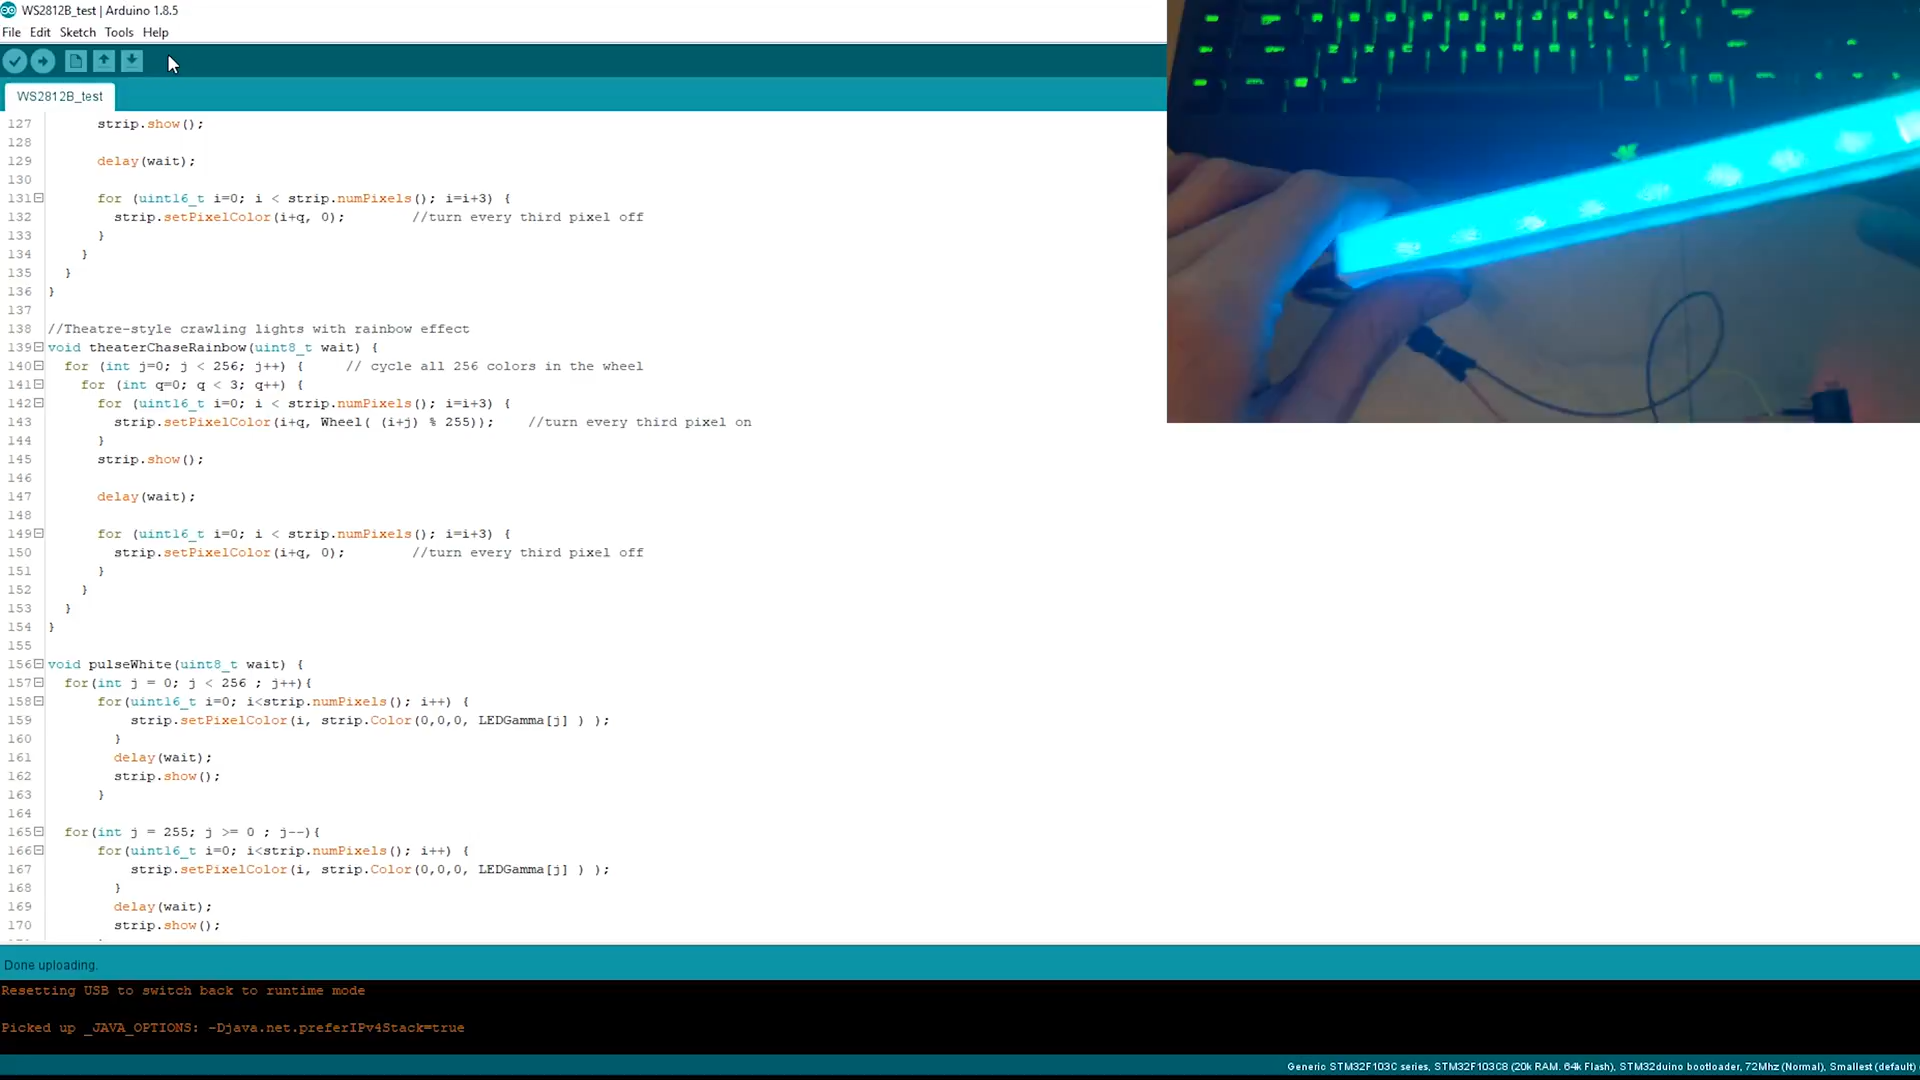 WS2812B_test | Arduino 1.8.5
File Edit Sketch Tools Help
WS2812B_test
127 strip.show();
128
129 delay(wait);
130
131 for (uint16_t i=0; i < strip.numPixels(); i=i+3) {
132 strip.setPixelColor(i+q, 0); //turn every third pixel off
133 }
134 }
135 }
136 }
137
138 //Theatre-style crawling lights with rainbow effect
139 void theaterChaseRainbow(uint8_t wait) {
140 for (int j=0; j < 256; j++) { // cycle all 256 colors in the wheel
141 for (int q=0; q < 3; q++) {
142 for (uint16_t i=0; i < strip.numPixels(); i=i+3) {
143 strip.setPixelColor(i+q, Wheel( (i+j) % 255)); //turn every third pixel on
144 }
145 strip.show();
146
147 delay(wait);
148
149 for (uint16_t i=0; i < strip.numPixels(); i=i+3) {
150 strip.setPixelColor(i+q, 0); //turn every third pixel off
151 }
152 }
153 }
154 }
155
156 void pulseWhite(uint8_t wait) {
157 for(int j = 0; j < 256 ; j++){
158 for(uint16_t i=0; i<strip.numPixels(); i++) {
159 strip.setPixelColor(i, strip.Color(0,0,0, LEDGamma[j] ) );
160 }
161 delay(wait);
162 strip.show();
163 }
164
165 for(int j = 255; j >= 0 ; j--){
166 for(uint16_t i=0; i<strip.numPixels(); i++) {
167 strip.setPixelColor(i, strip.Color(0,0,0, LEDGamma[j] ) );
168 }
169 delay(wait);
170 strip.show();
Done uploading.
Resetting USB to switch back to runtime mode
Picked up _JAVA_OPTIONS: -Djava.net.preferIPv4Stack=true
Generic STM32F103C series, STM32F103C8 (20k RAM. 64k Flash), STM32duino bootloader, 72Mhz (Normal), Smallest (default)